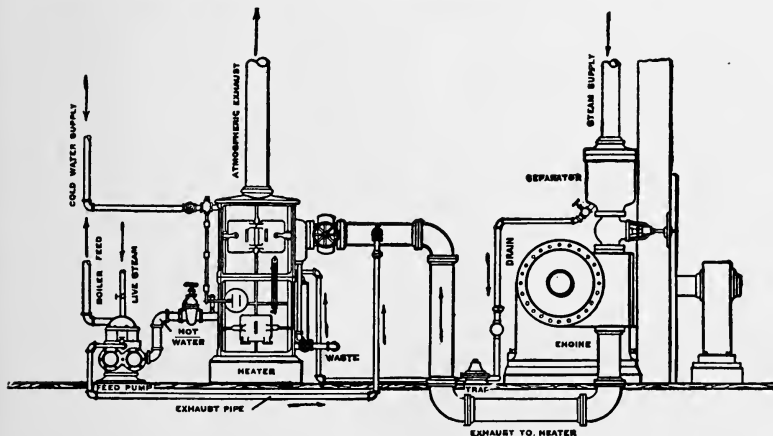 COLD WATER SUPPLY
ATMOSPHERIC EXHAUST
STEAM SUPPLY
SEPARATOR
BOILER FEED
LIVE STEAM
DRAIN
HOT WATER
WASTE
ENGINE
HEATER
FEED PUMP
TRAP
EXHAUST PIPE
EXHAUST TO HEATER